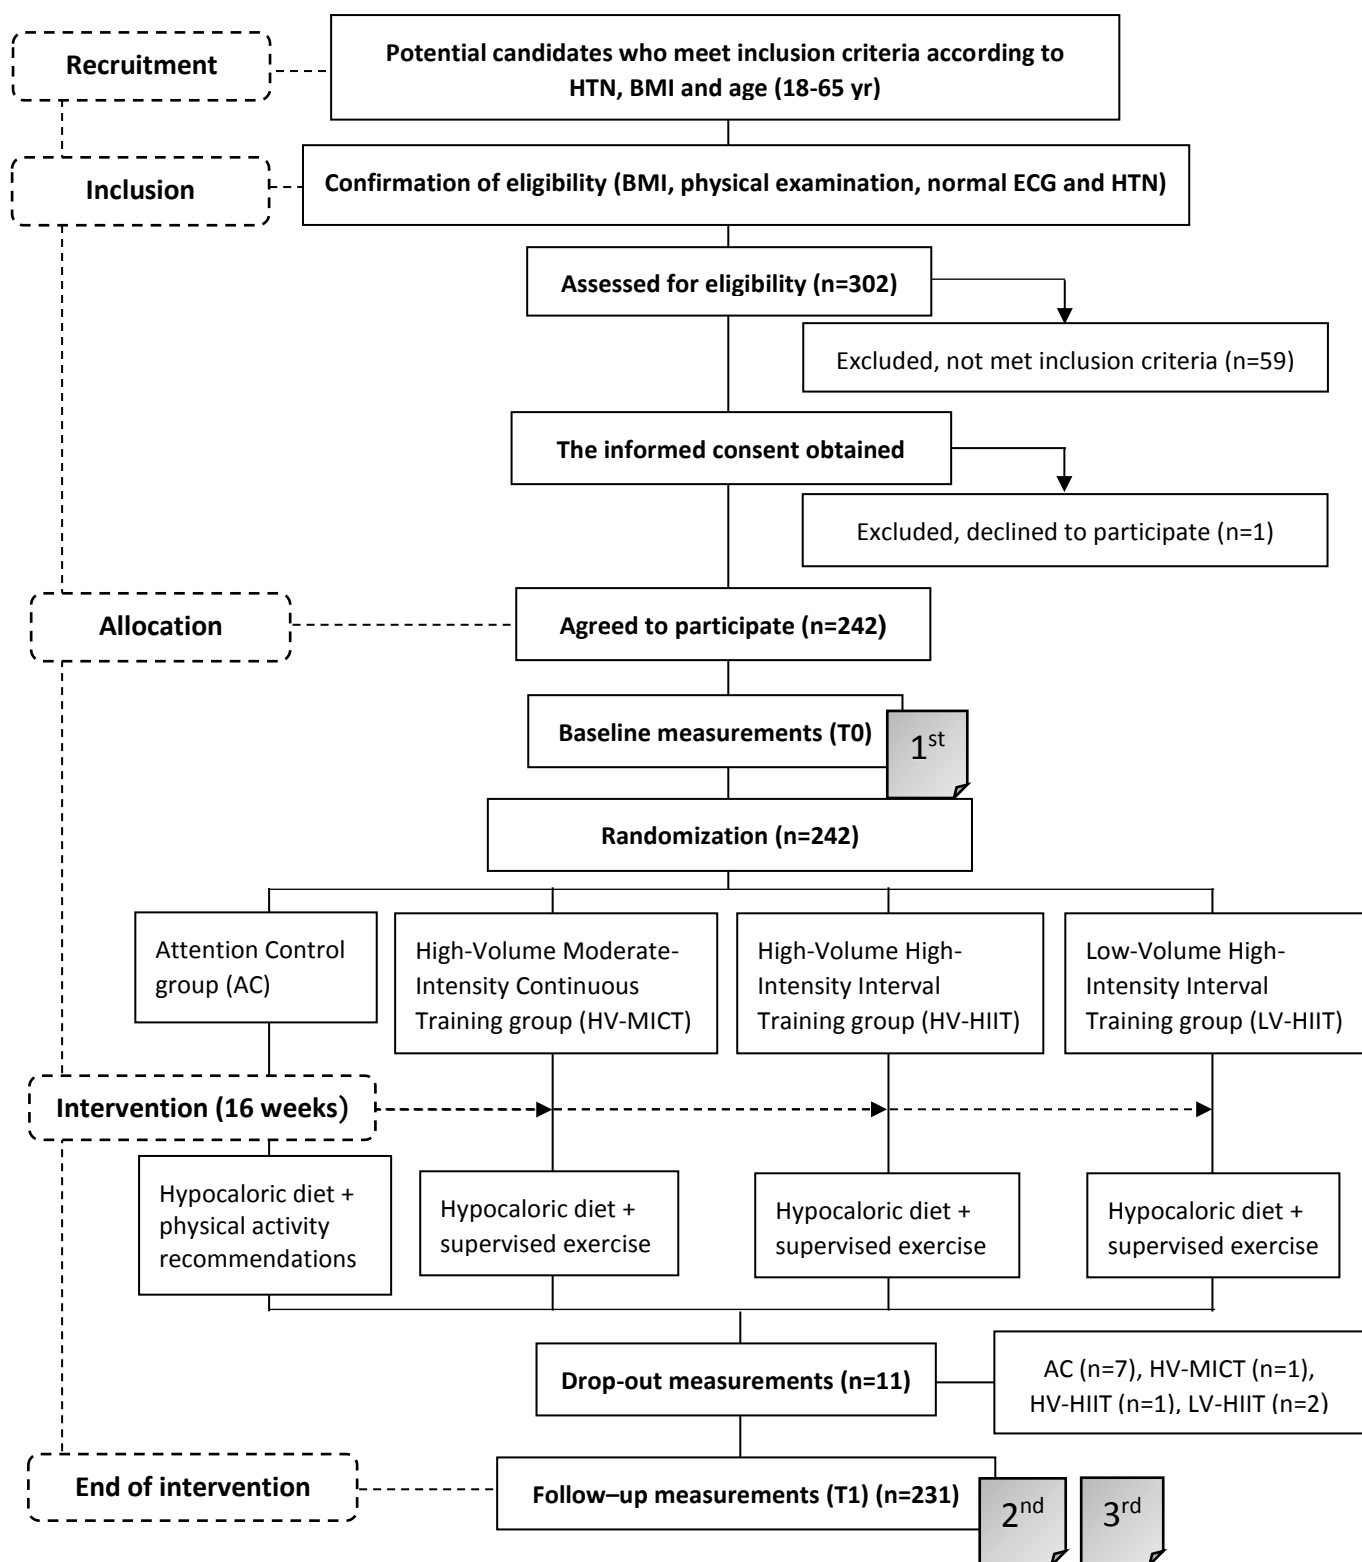 Recruitment
Potential candidates who meet inclusion criteria according to
HTN, BMI and age (18-65 yr)
Inclusion
Confirmation of eligibility (BMI, physical examination, normal ECG and HTN)
Assessed for eligibility (n=302)
Excluded, not met inclusion criteria (n=59)
The informed consent obtained
Excluded, declined to participate (n=1)
Allocation
Agreed to participate (n=242)
Baseline measurements (T0)
1st
Randomization (n=242)
Attention Control
group (AC)
High-Volume Moderate-
Intensity Continuous
Training group (HV-MICT)
High-Volume High-
Intensity Interval
Training group (HV-HIIT)
Low-Volume High-
Intensity Interval
Training group (LV-HIIT)
Intervention (16 weeks)
Hypocaloric diet +
physical activity
recommendations
Hypocaloric diet +
supervised exercise
Hypocaloric diet +
supervised exercise
Hypocaloric diet +
supervised exercise
Drop-out measurements (n=11)
AC (n=7), HV-MICT (n=1),
HV-HIIT (n=1), LV-HIIT (n=2)
End of intervention
Follow–up measurements (T1) (n=231)
2nd
3rd